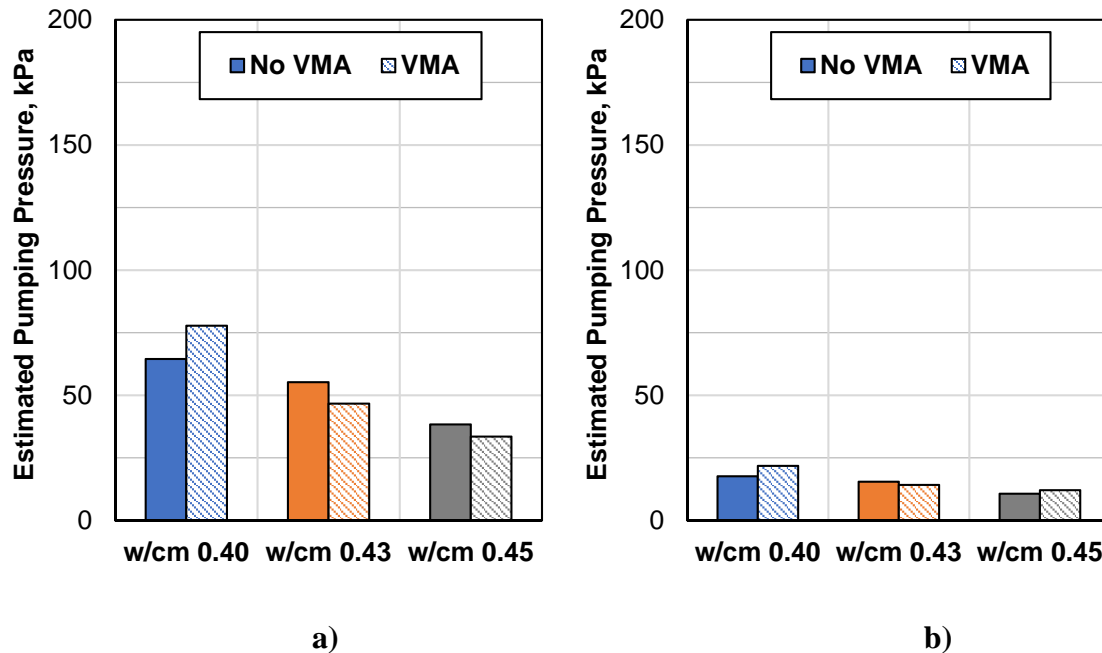 Estimated Pumping Pressure, kPa
200
150
100
50
0
No VMA VMA
w/cm 0.40 w/cm 0.43 w/cm 0.45
a)
Estimated Pumping Pressure, kPa
200
150
100
50
0
No VMA VMA
w/cm 0.40 w/cm 0.43 w/cm 0.45
b)